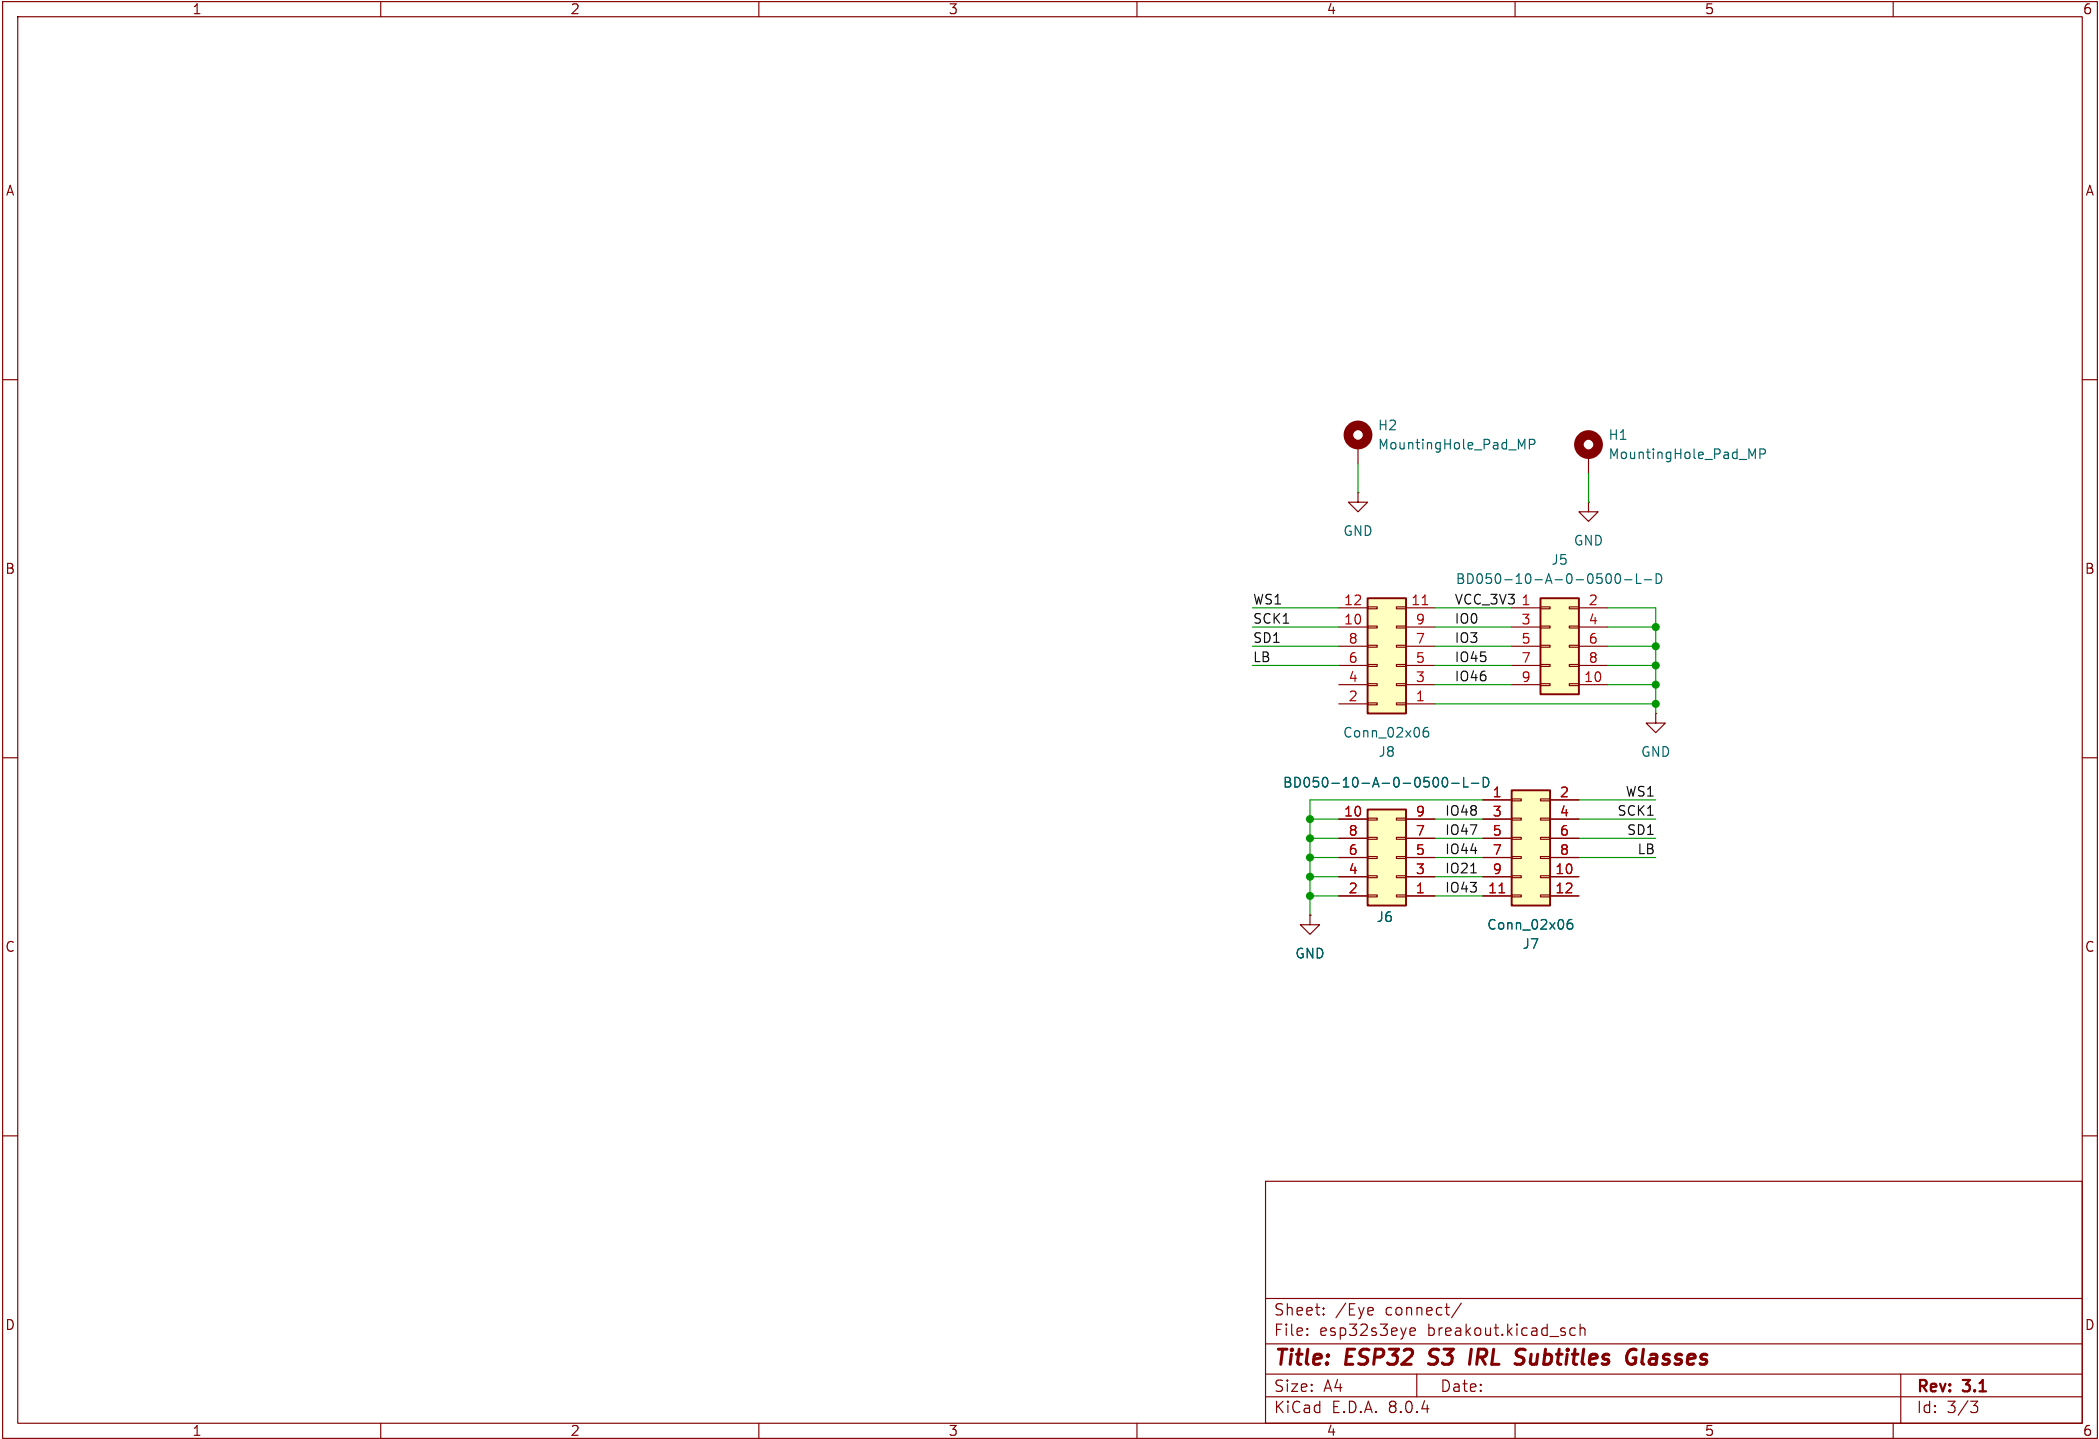 1 2 3 4 5 6
A A
H2
MountingHole_Pad_MP
H1
MountingHole_Pad_MP
GND
GND
B B
J5
BD050-10-A-0-0500-L-D
WS1 12 11 VCC_3V3 1 2
SCK1 10 9 IO0 3 4
SD1 8 7 IO3 5 6
LB 6 5 IO45 7 8
4 3 IO46 9 10
2 1
Conn_02x06
J8
GND
BD050-10-A-0-0500-L-D
1 2 WS1
10 9 IO48 3 4 SCK1
8 7 IO47 5 6 SD1
6 5 IO44 7 8 LB
4 3 IO21 9 10
2 1 IO43 11 12
J6
Conn_02x06
J7
GND
C C
Sheet: /Eye connect/
File: esp32s3eye breakout.kicad_sch
D D
Title: ESP32 S3 IRL Subtitles Glasses
Size: A4 Date: Rev: 3.1
KiCad E.D.A. 8.0.4 Id: 3/3
1 2 3 4 5 6